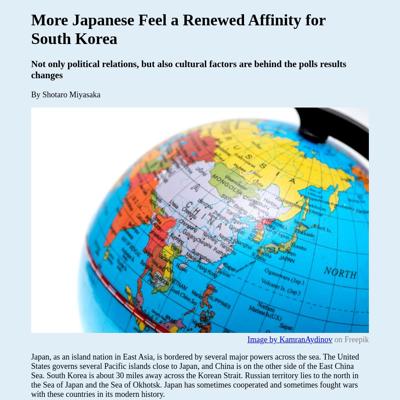 More Japanese Feel a Renewed Affinity for
South Korea
Not only political relations, but also cultural factors are behind the polls results
changes
By Shotaro Miyasaka
RUSSIA
MONGOLIA
CHINA
NORTH
Image by KamranAydinov on Freepik
Japan, as an island nation in East Asia, is bordered by several major powers across the sea. The United
States governs several Pacific islands close to Japan, and China is on the other side of the East China
Sea. South Korea is about 30 miles away across the Korean Strait. Russian territory lies to the north in
the Sea of Japan and the Sea of Okhotsk. Japan has sometimes cooperated and sometimes fought wars
with these countries in its modern history.